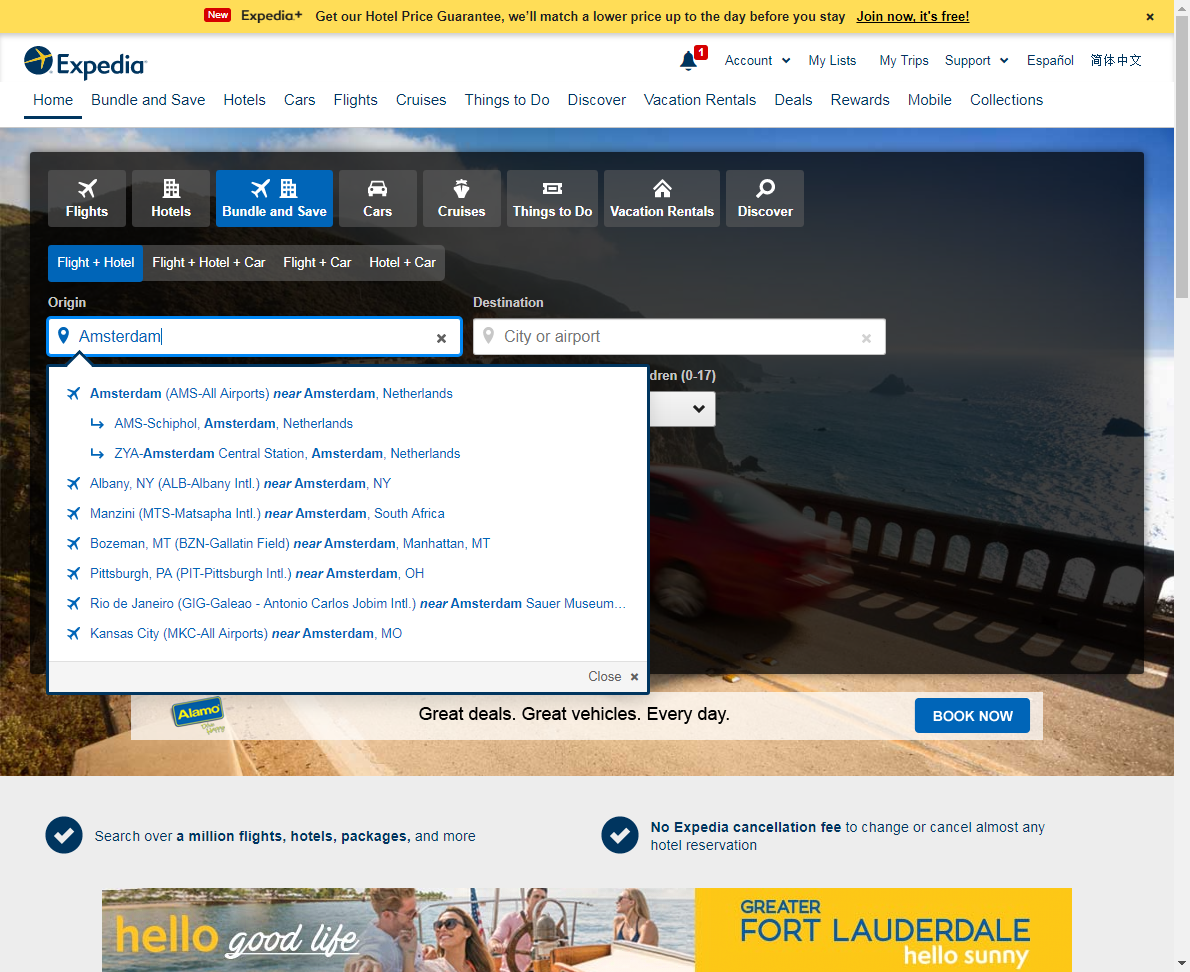 New Expedia+ Get our Hotel Price Guarantee, we'll match a lower price up to the day before you stay Join now, it's free!
Expedia
1
Account My Lists My Trips Support Español 简体中文
Home Bundle and Save Hotels Cars Flights Cruises Things to Do Discover Vacation Rentals Deals Rewards Mobile Collections
Flights Hotels Bundle and Save Cars Cruises Things to Do Vacation Rentals Discover
Flight + Hotel Flight + Hotel + Car Flight + Car Hotel + Car
Origin Destination
Amsterdam City or airport
dren (0-17)
Amsterdam (AMS-All Airports) near Amsterdam, Netherlands
AMS-Schiphol, Amsterdam, Netherlands
ZYA-Amsterdam Central Station, Amsterdam, Netherlands
Albany, NY (ALB-Albany Intl.) near Amsterdam, NY
Manzini (MTS-Matsapha Intl.) near Amsterdam, South Africa
Bozeman, MT (BZN-Gallatin Field) near Amsterdam, Manhattan, MT
Pittsburgh, PA (PIT-Pittsburgh Intl.) near Amsterdam, OH
Rio de Janeiro (GIG-Galeao - Antonio Carlos Jobim Intl.) near Amsterdam Sauer Museum...
Kansas City (MKC-All Airports) near Amsterdam, MO
Close
Alamo Great deals. Great vehicles. Every day. BOOK NOW
Search over a million flights, hotels, packages, and more
No Expedia cancellation fee to change or cancel almost any
hotel reservation
hello good life
GREATER
FORT LAUDERDALE
hello sunny